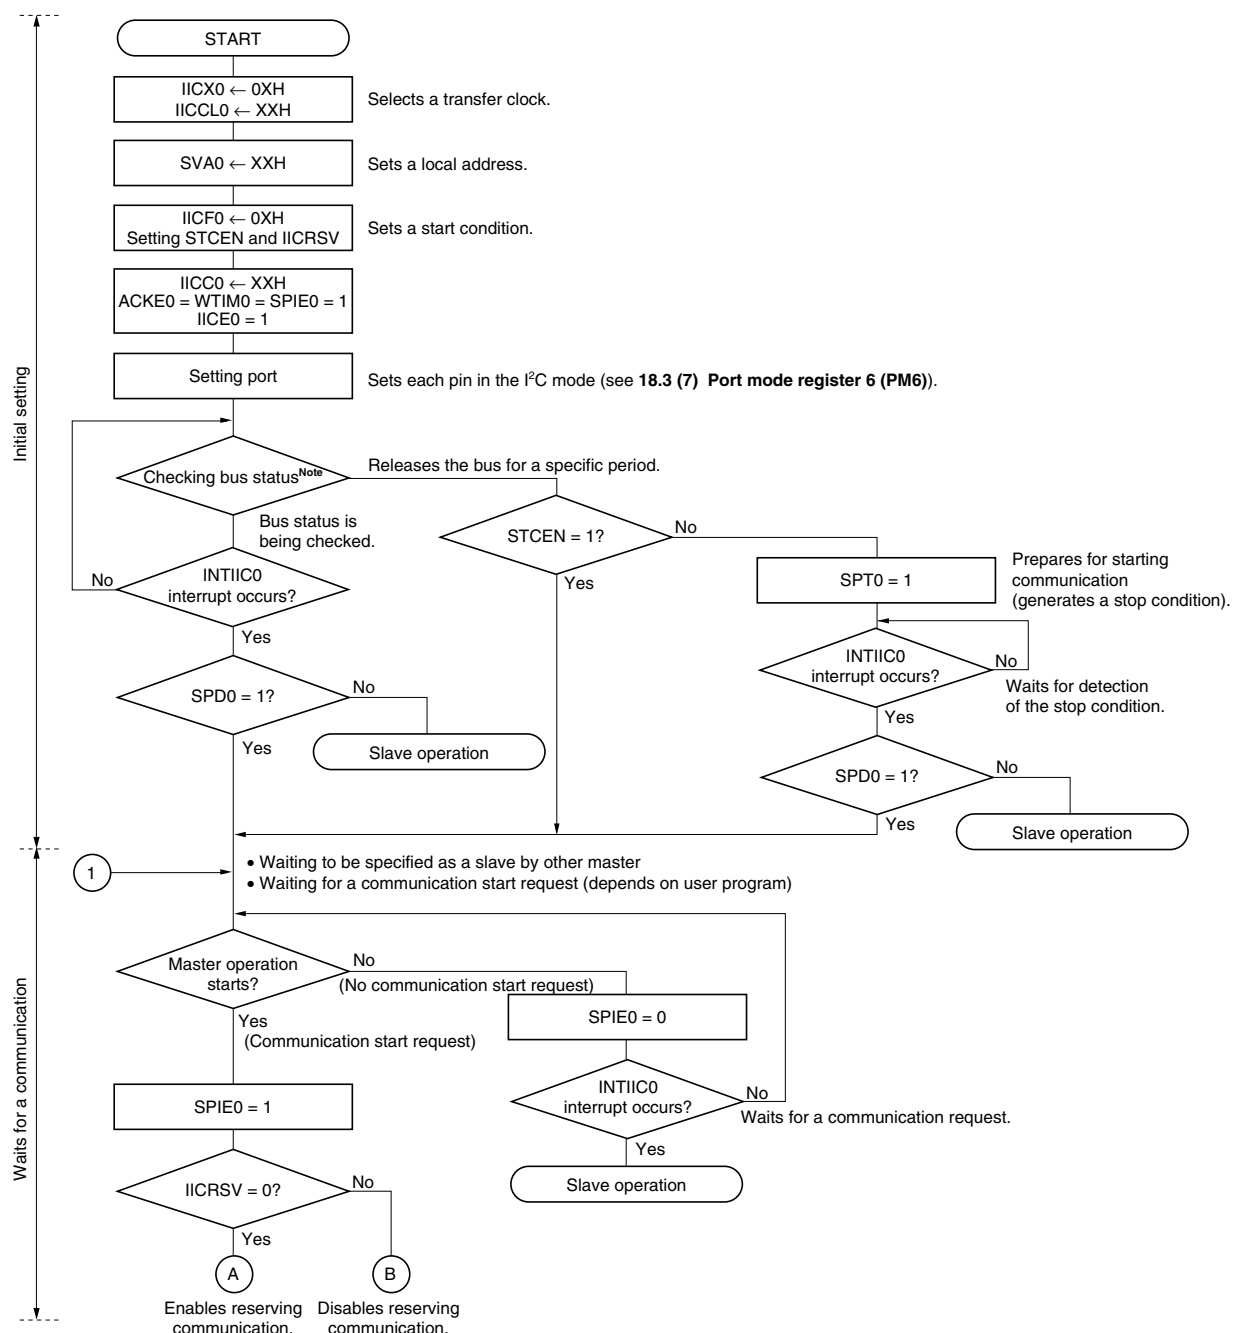 START
IICX0 ← 0XH
IICCL0 ← XXH
Selects a transfer clock.
SVA0 ← XXH
Sets a local address.
IICF0 ← 0XH
Setting STCEN and IICRSV
Sets a start condition.
IICC0 ← XXH
ACKE0 = WTIM0 = SPIE0 = 1
IICE0 = 1
Setting port
Sets each pin in the I²C mode (see 18.3 (7) Port mode register 6 (PM6)).
Initial setting
Checking bus statusNote
Releases the bus for a specific period.
Bus status is
being checked.
STCEN = 1?
No
Yes
INTIIC0
interrupt occurs?
No
Yes
SPT0 = 1
Prepares for starting
communication
(generates a stop condition).
INTIIC0
interrupt occurs?
No
Waits for detection
of the stop condition.
Yes
SPD0 = 1?
No
Yes
Slave operation
SPD0 = 1?
No
Yes
Slave operation
1
• Waiting to be specified as a slave by other master
• Waiting for a communication start request (depends on user program)
Waits for a communication
Master operation
starts?
No
(No communication start request)
Yes
(Communication start request)
SPIE0 = 0
INTIIC0
interrupt occurs?
No
Waits for a communication request.
Yes
Slave operation
SPIE0 = 1
IICRSV = 0?
No
Yes
A
B
Enables reserving
communication.
Disables reserving
communication.